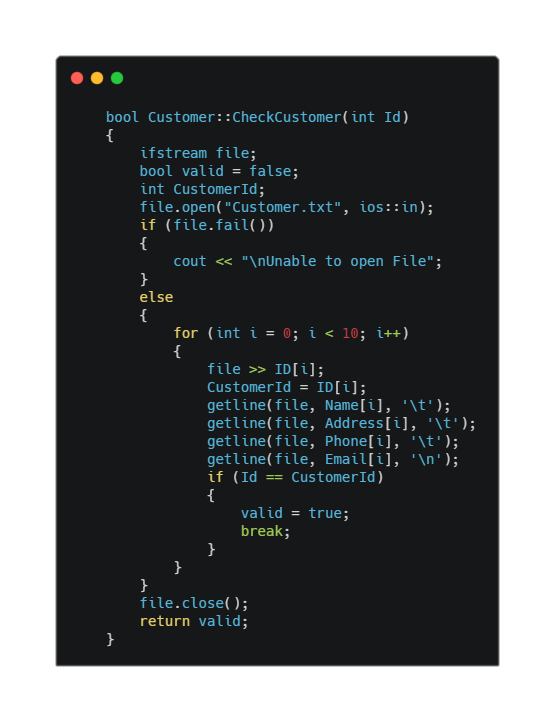 bool Customer::CheckCustomer(int Id)
{
    ifstream file;
    bool valid = false;
    int CustomerId;
    file.open("Customer.txt", ios::in);
    if (file.fail())
    {
        cout << "\nUnable to open File";
    }
    else
    {
        for (int i = 0; i < 10; i++)
        {
            file >> ID[i];
            CustomerId = ID[i];
            getline(file, Name[i], '\t');
            getline(file, Address[i], '\t');
            getline(file, Phone[i], '\t');
            getline(file, Email[i], '\n');
            if (Id == CustomerId)
            {
                valid = true;
                break;
            }
        }
    }
    file.close();
    return valid;
}